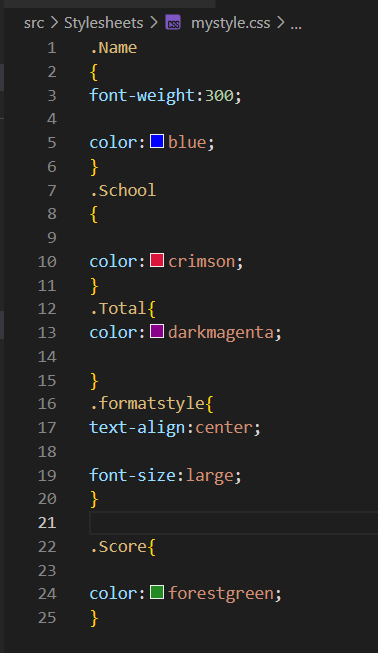 src > Stylesheets > mystyle.css > ...
1 .Name
2 {
3 font-weight:300;
4
5 color:blue;
6 }
7 .School
8 {
9
10 color:crimson;
11 }
12 .Total{
13 color:darkmagenta;
14
15 }
16 .formatstyle{
17 text-align:center;
18
19 font-size:large;
20 }
21
22 .Score{
23
24 color:forestgreen;
25 }